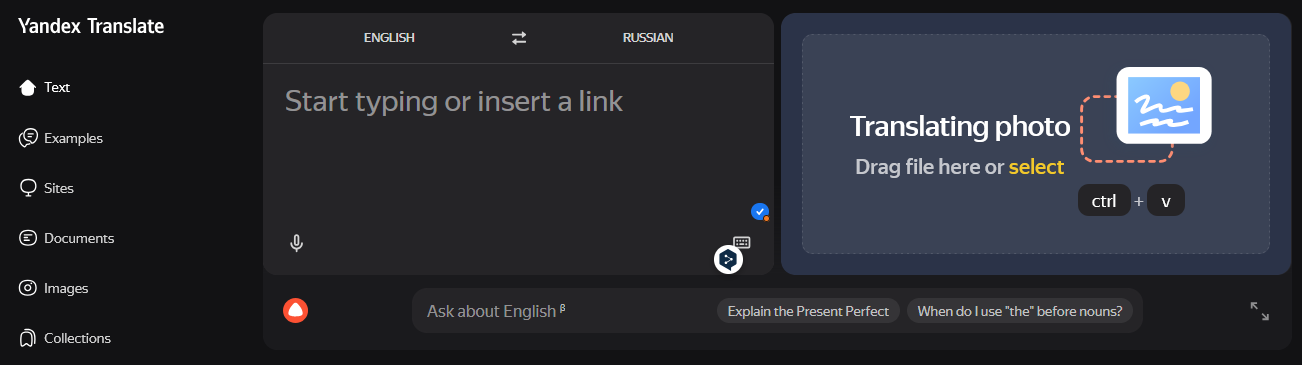 Yandex Translate
Text
Examples
Sites
Documents
Images
Collections
ENGLISH
RUSSIAN
Start typing or insert a link
Translating photo
Drag file here or select
ctrl + v
Ask about English β
Explain the Present Perfect
When do I use "the" before nouns?